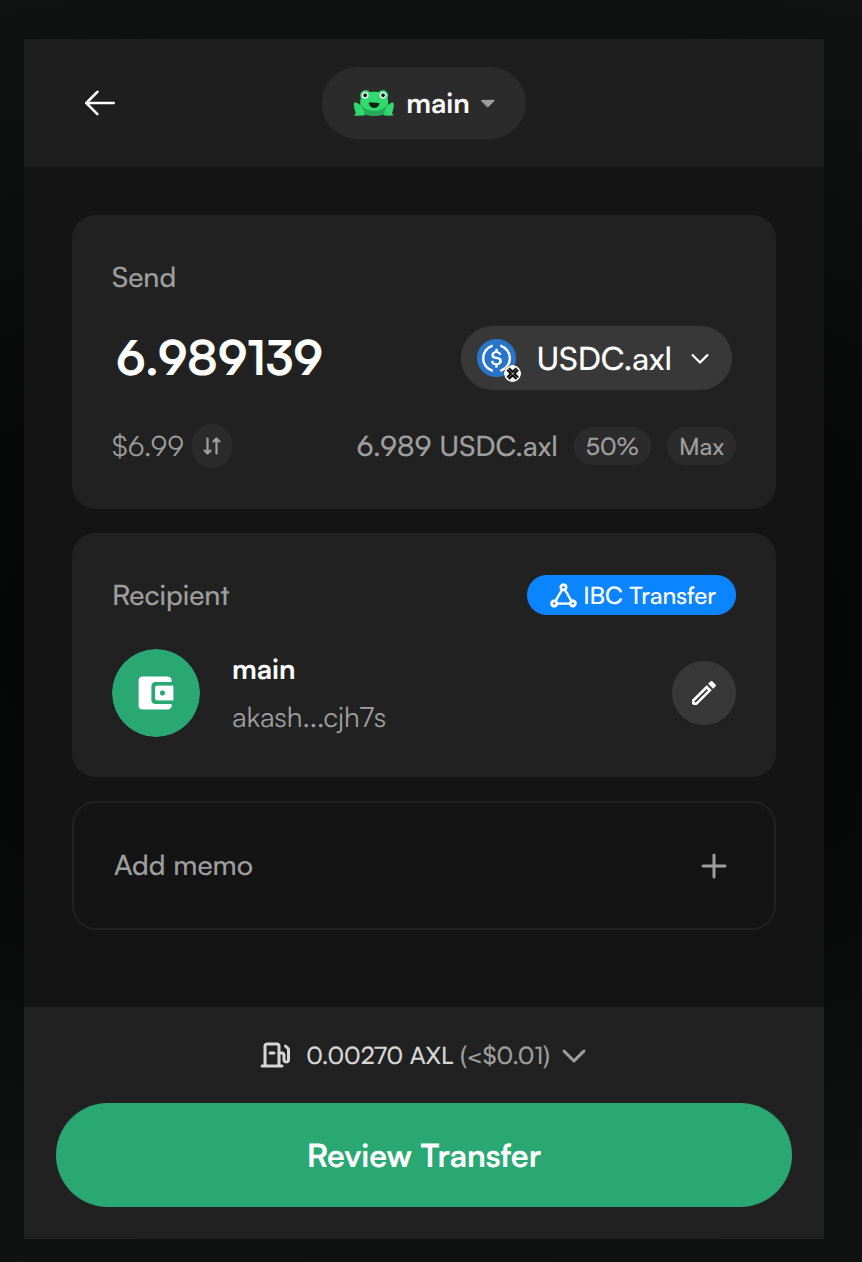 main
Send
6.989139 USDC.axl
$6.99 6.989 USDC.axl 50% Max
Recipient IBC Transfer
main
akash...cjh7s
Add memo
0.00270 AXL (<$0.01)
Review Transfer